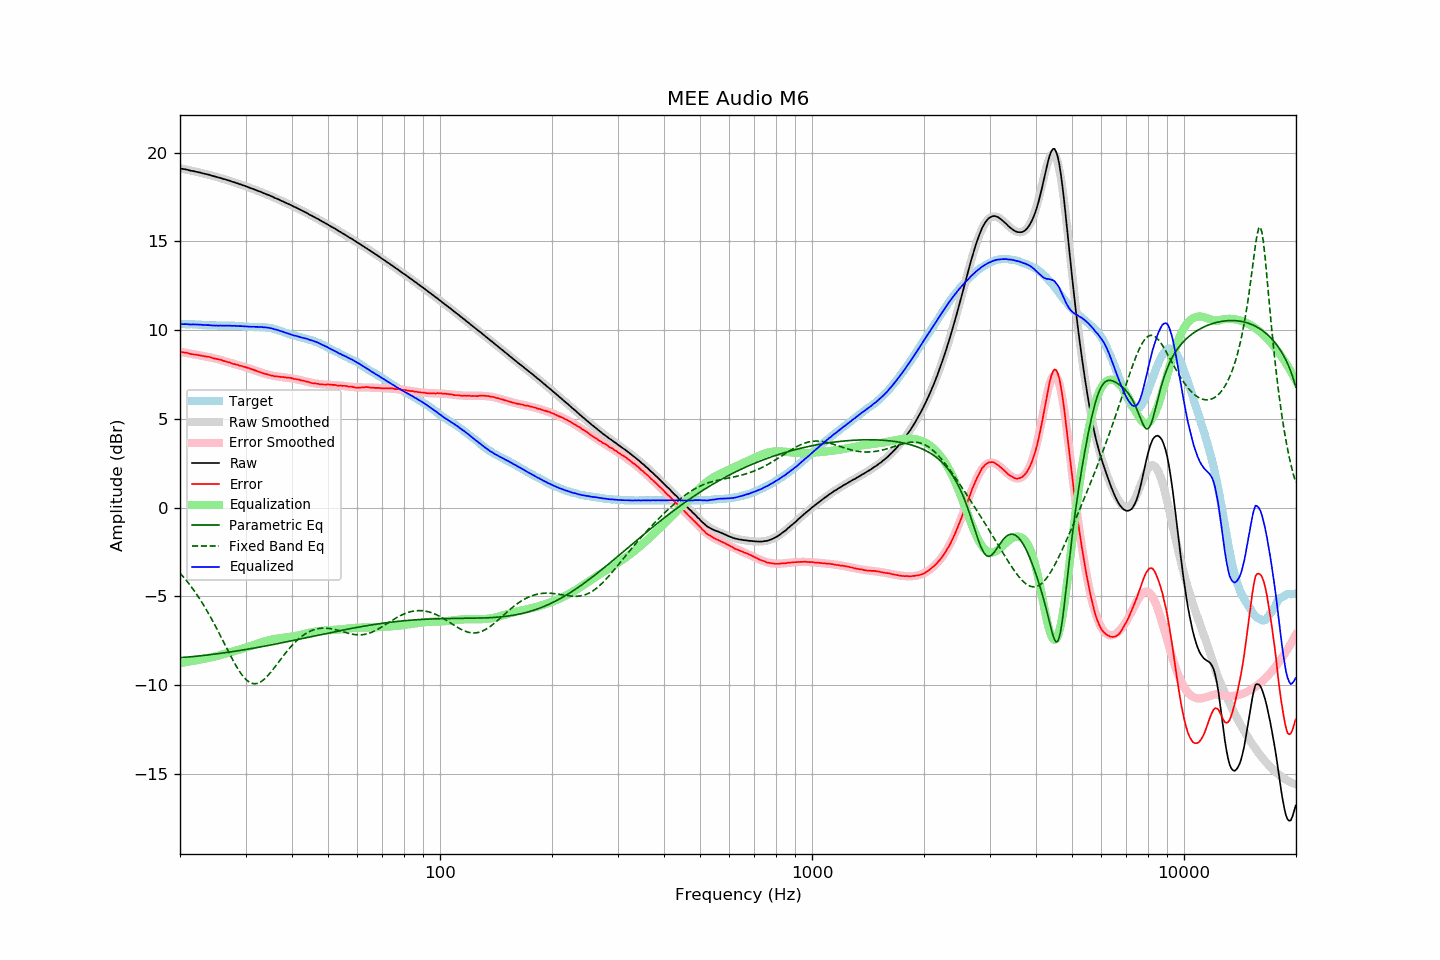 MEE Audio M6
20
15
10
5
0
−5
−10
−15
Amplitude (dBr)
Target
Raw Smoothed
Error Smoothed
Raw
Error
Equalization
Parametric Eq
Fixed Band Eq
Equalized
100
1000
10000
Frequency (Hz)